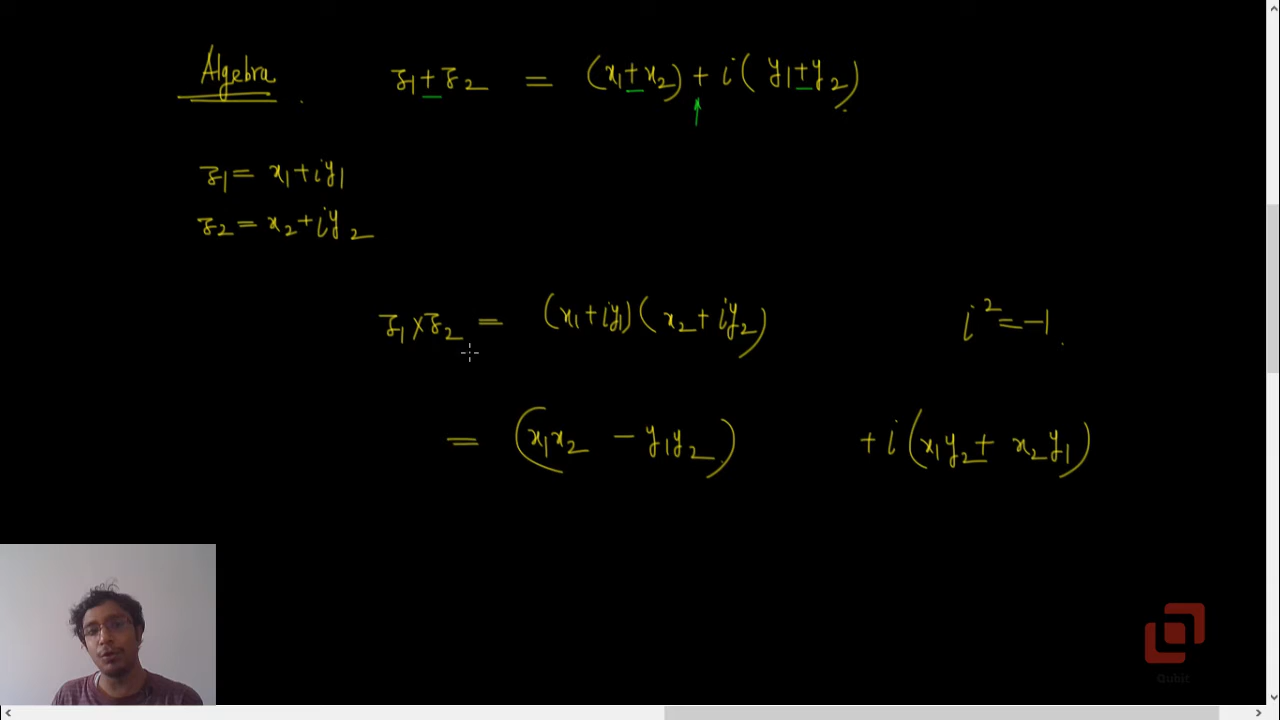 Algebra z₁+z₂ = (x₁+x₂)+i(y₁+y₂)
z₁= x₁+iy₁
z₂= x₂+iy₂
z₁×z₂ = (x₁+iy₁)(x₂+iy₂) i²=-1
= (x₁x₂ - y₁y₂) +i(x₁y₂+ x₂y₁)
Qubit